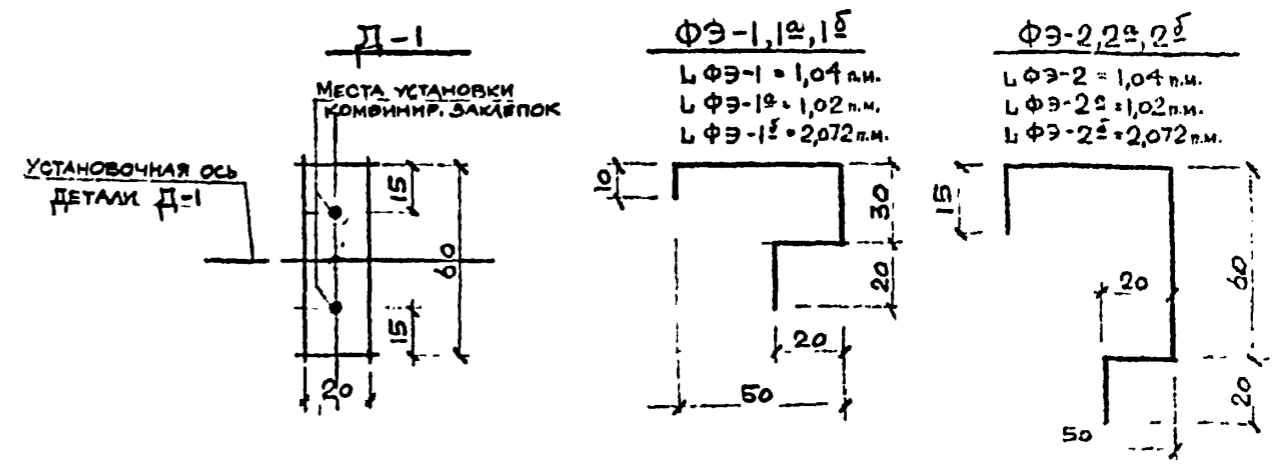 Д-1
Места установки
комбинир. заклёпок
Установочная ось
детали Д-1
15
60
15
20
ФЭ-1, 1а, 1б
L ФЭ-1 = 1,04 п.м.
L ФЭ-1а = 1,02 п.м.
L ФЭ-1б = 2,072 п.м.
10
30
20
20
50
ФЭ-2, 2а, 2б
L ФЭ-2 = 1,04 п.м.
L ФЭ-2а = 1,02 п.м.
L ФЭ-2б = 2,072 п.м.
15
60
20
20
50